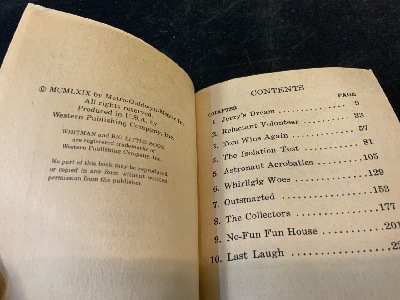 © MCMLXIX by Metro-Goldwyn-Mayer Inc.
All rights reserved.
Produced in U.S.A. by
Western Publishing Company, Inc.
WHITMAN and BIG LITTLE BOOK
are registered trademarks of
Western Publishing Company, Inc.
No part of this book may be reproduced
or copied in any form without written
permission from the publisher.
CONTENTS
CHAPTER PAGE
1. Jerry's Dream . . . . . . . . . . . . . . 9
2. Reluctant Volunteer . . . . . . . . . . 33
3. Tom Wins Again . . . . . . . . . . . . 57
4. The Isolation Test . . . . . . . . . . . . 81
5. Astronaut Acrobatics . . . . . . . . . 105
6. Whirligig Woes . . . . . . . . . . . . . 129
7. Outsmarted . . . . . . . . . . . . . . . 153
8. The Collectors . . . . . . . . . . . . . 177
9. No-Fun Fun House . . . . . . . . . . 201
10. Last Laugh . . . . . . . . . . . . . . .